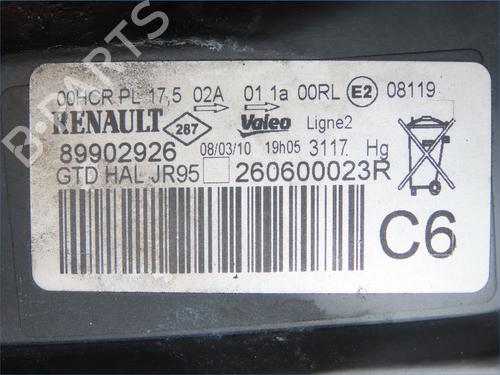 00HCR PL 17,5 02A 01 1a 00RL E2 08119
RENAULT 287 Valeo Ligne2
89902926 08/03/10 19h05 3117 Hg
GTD HAL JR95 260600023R
C6
B-PARTS